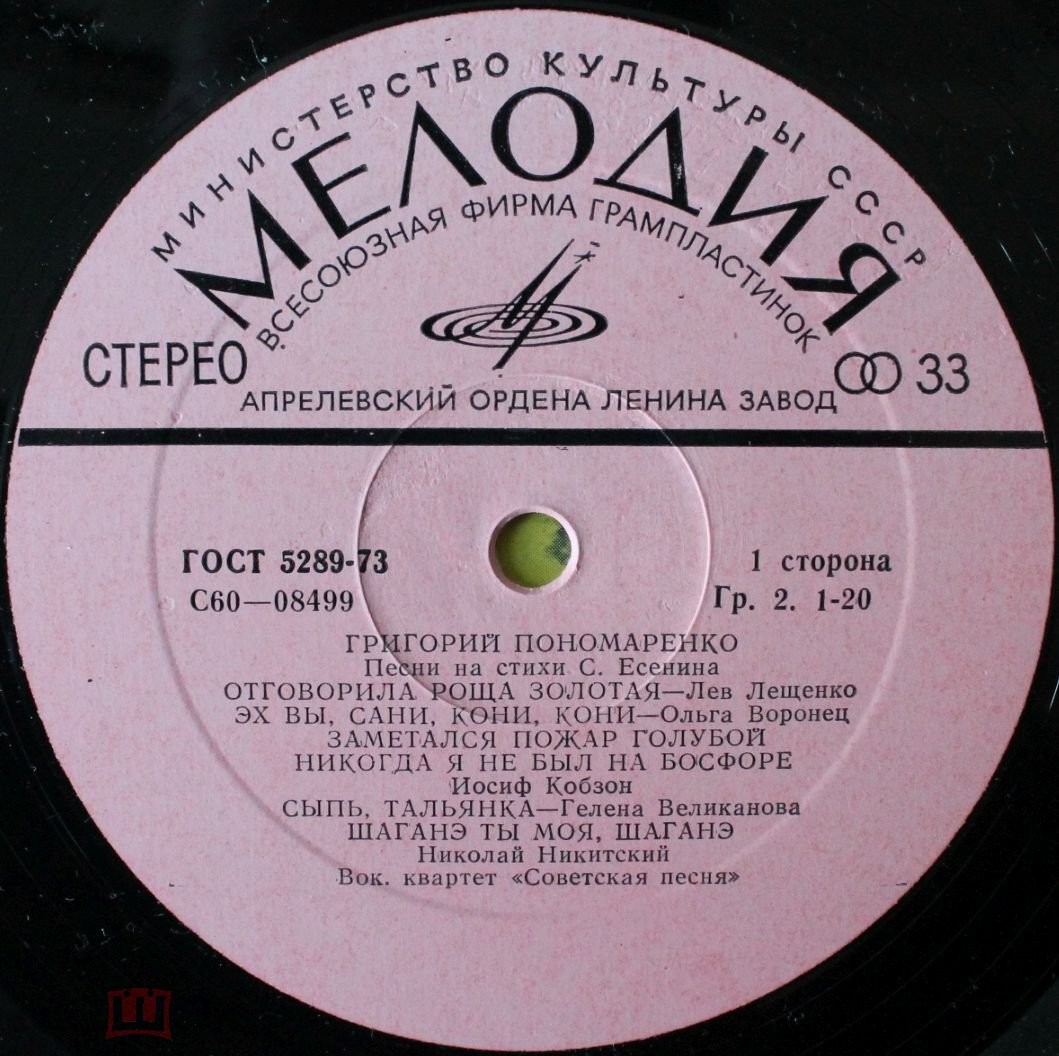 МИНИСТЕРСТВО КУЛЬТУРЫ СССР
МЕЛОДИЯ
ВСЕСОЮЗНАЯ ФИРМА ГРАМПЛАСТИНОК
СТЕРЕО 33
АПРЕЛЕВСКИЙ ОРДЕНА ЛЕНИНА ЗАВОД
ГОСТ 5289-73 1 сторона
С60—08499 Гр. 2. 1-20
ГРИГОРИЙ ПОНОМАРЕНКО
Песни на стихи С. Есенина
ОТГОВОРИЛА РОЩА ЗОЛОТАЯ—Лев Лещенко
ЭХ ВЫ, САНИ, КОНИ, КОНИ—Ольга Воронец
ЗАМЕТАЛСЯ ПОЖАР ГОЛУБОЙ
НИКОГДА Я НЕ БЫЛ НА БОСФОРЕ
Иосиф Кобзон
СЫПЬ, ТАЛЬЯНКА—Гелена Великанова
ШАГАНЭ ТЫ МОЯ, ШАГАНЭ
Николай Никитский
Вок. квартет «Советская песня»